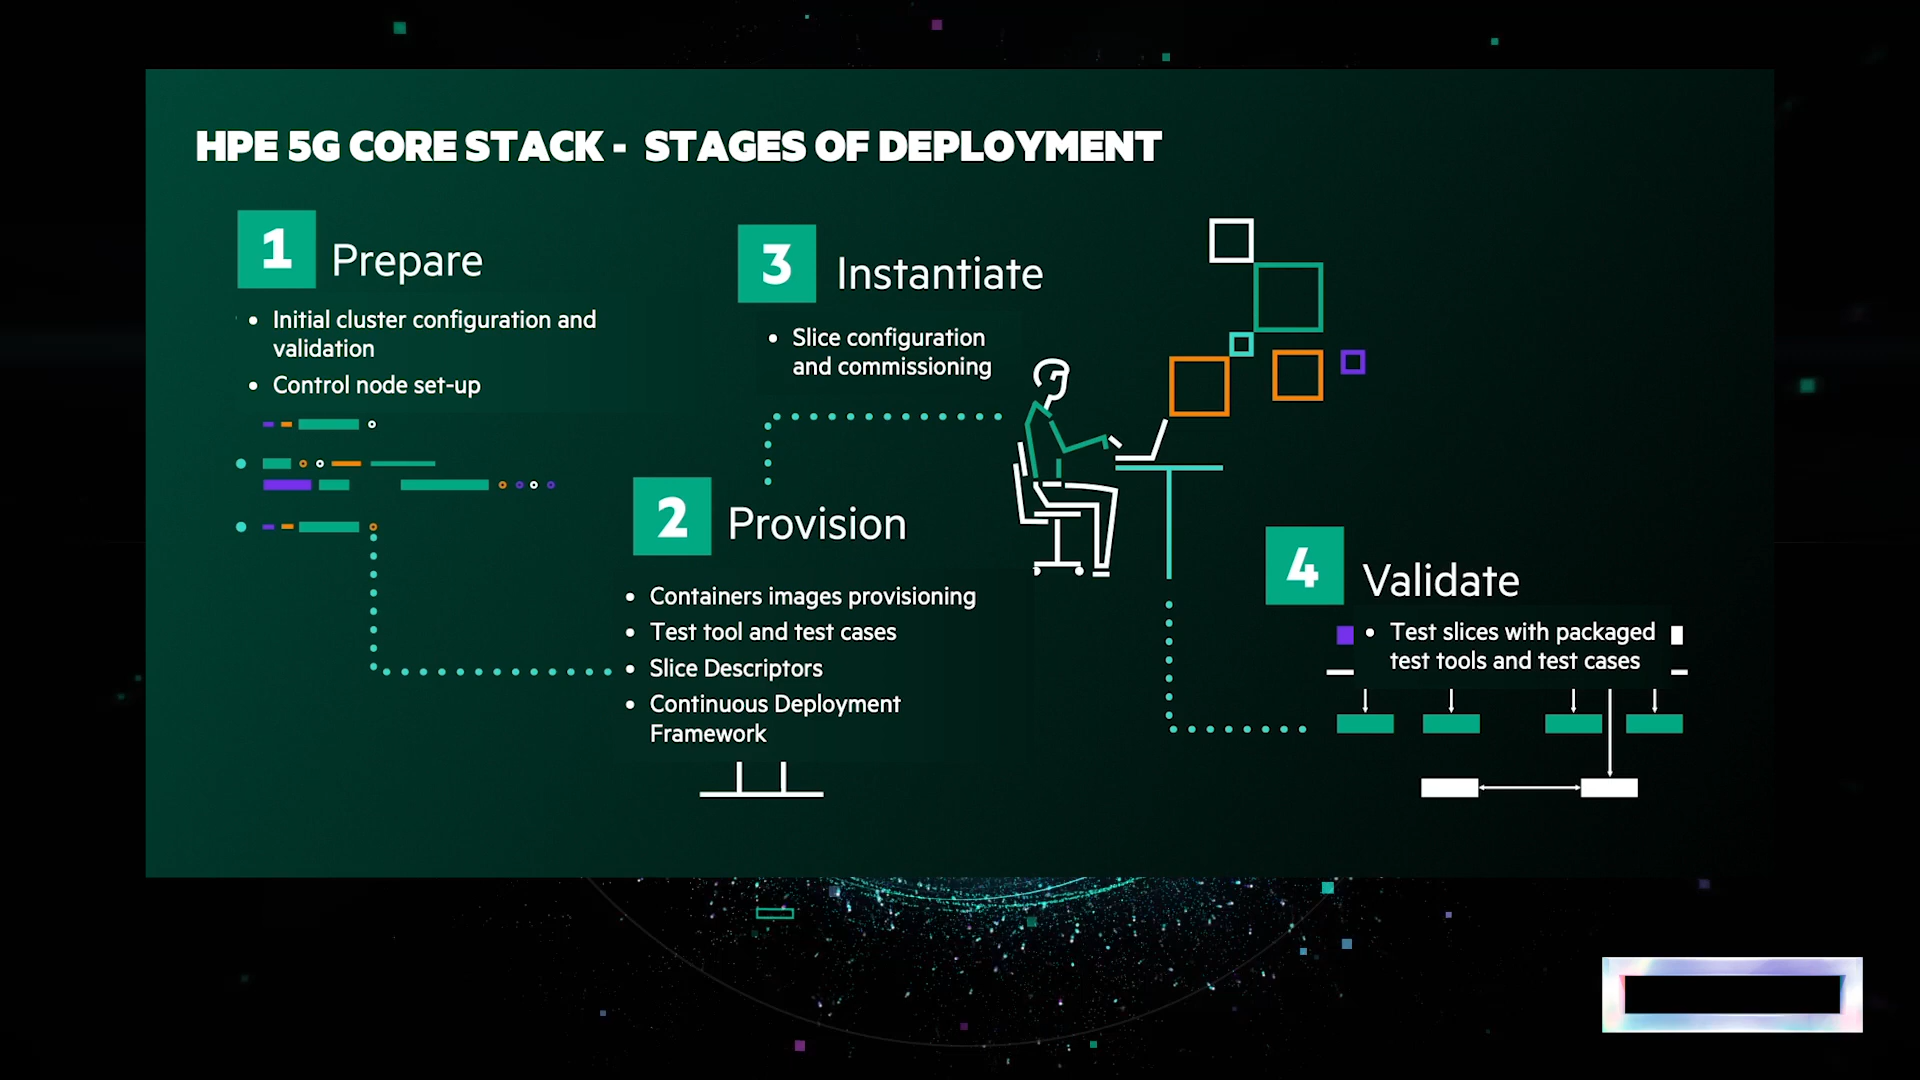 HPE 5G CORE STACK - STAGES OF DEPLOYMENT
1
Prepare
• Initial cluster configuration and
validation
• Control node set-up
2
Provision
• Containers images provisioning
• Test tool and test cases
• Slice Descriptors
• Continuous Deployment
Framework
3
Instantiate
• Slice configuration
and commissioning
4
Validate
• Test slices with packaged
test tools and test cases